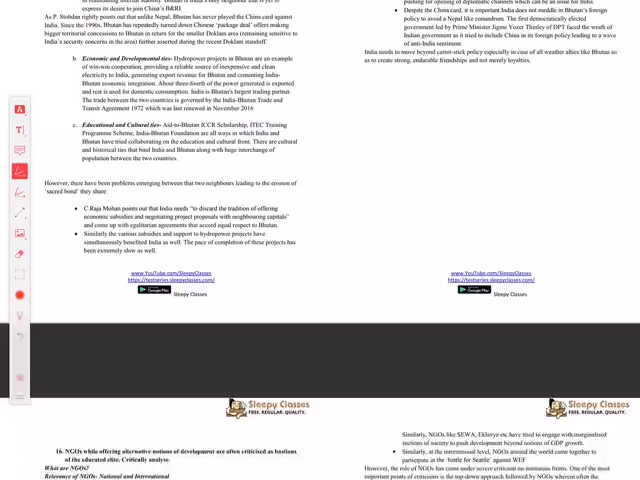 in maintaining internal stability. Bhutan is India's only neighbour that is yet to
express its desire to join China's B&RI
As P. Stobdan rightly points out that unlike Nepal, Bhutan has never played the China card against
India. Since the 1990s, Bhutan has repeatedly turned down Chinese 'package deal' offers making
bigger territorial concessions to Bhutan in return for the smaller Doklam area (remaining sensitive to
India's security concerns in the area) further asserted during the recent Doklam standoff.
b. Economic and Developmental ties- Hydropower projects in Bhutan are an example
of win-win cooperation, providing a reliable source of inexpensive and clean
electricity to India, generating export revenue for Bhutan and cementing India-
Bhutan economic integration. About three-fourth of the power generated is exported
and rest is used for domestic consumption. India is Bhutan's largest trading partner.
The trade between the two countries is governed by the India-Bhutan Trade and
Transit Agreement 1972 which was last renewed in November 2016
c. Educational and Cultural ties- Aid-to-Bhutan ICCR Scholarship, ITEC Training
Programme Scheme, India-Bhutan Foundation are all ways in which India and
Bhutan have tried collaborating on the education and cultural front. There are cultural
and historical ties that bind India and Bhutan along with huge interchange of
population between the two countries.
However, there have been problems emerging between that two neighbours leading to the erosion of
'sacred bond' they share
• C.Raja Mohan points out that India needs "to discard the tradition of offering
economic subsidies and negotiating project proposals with neighbouring capitals"
and come up with egalitarian agreements that accord equal respect to Bhutan.
• Similarly the various subsidies and support to hydropower projects have
simultaneously benefited India as well. The pace of completion of these projects has
been extremely slow as well.
www.YouTube.com/SleepyClasses
https://testseries.sleepyclasses.com/
Google Play
Sleepy Classes
pushing for opening of diplomatic channels which can be an issue for India
• Despite the China card, it is important India does not meddle in Bhutan's foreign
policy to avoid a Nepal like conundrum. The first democratically elected
government led by Prime Minister Jigme Yozer Thinley of DPT faced the wrath of
Indian government as it tried to include China in its foreign policy leading to a wave
of anti-India sentiment.
India needs to move beyond carrot-stick policy especially in case of all weather allies like Bhutan so
as to create strong, endurable friendships and not merely loyalties.
www.YouTube.com/SleepyClasses
https://testseries.sleepyclasses.com/
Google Play
Sleepy Classes
Sleepy Classes
FREE. REGULAR. QUALITY.
16. NGOs while offering alternative notions of development are often criticised as bastions
of the educated elite. Critically analyse.
What are NGOs?
Relevance of NGOs- National and International
Sleepy Classes
FREE. REGULAR. QUALITY.
Similarly, NGOs like SEWA, Eklavya etc have tried to engage with marginalised
sections of society to push development beyond notions of GDP growth.
• Similarly, at the international level, NGOs around the world came together to
participate in the 'battle for Seattle' against WEF
However, the role of NGOs has come under severe criticism on numerous fronts. One of the most
important points of criticisms is the top-down approach followed by NGOs wherein often the